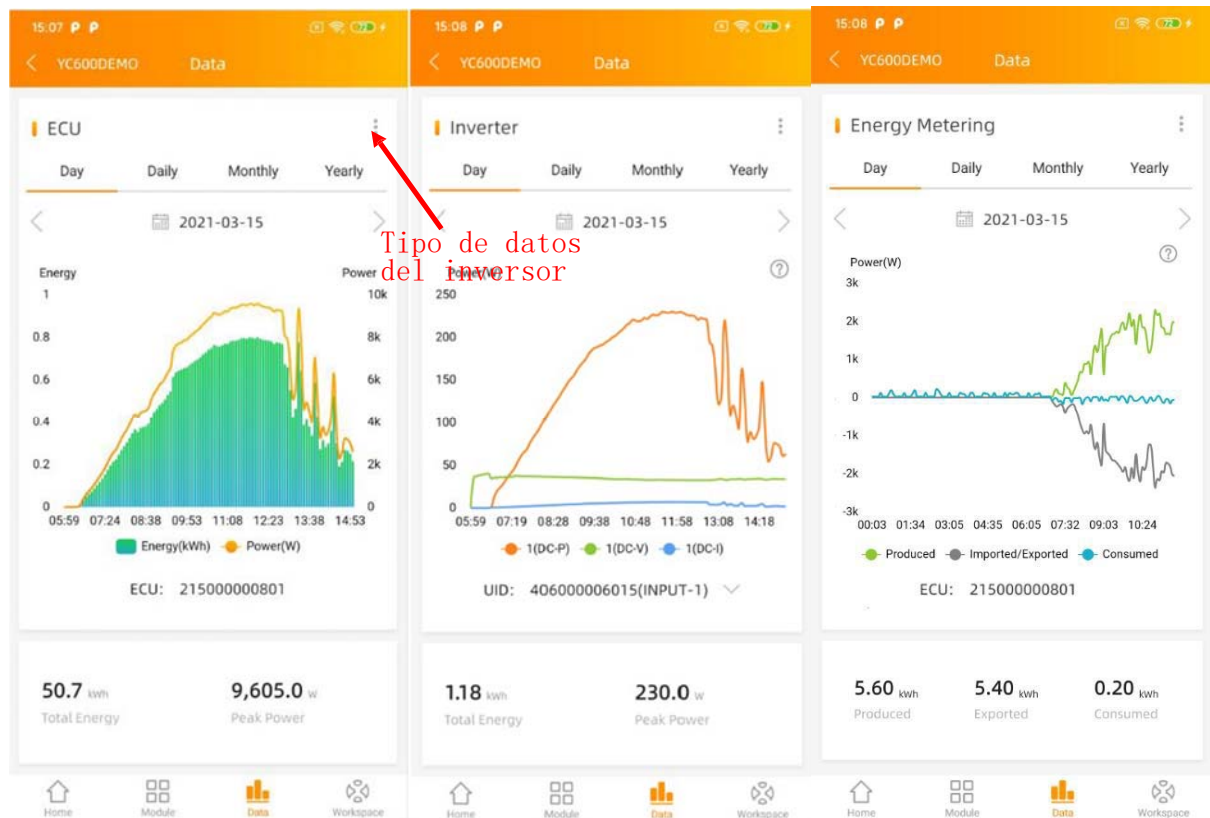 15:07 P P
72
YC600DEMO Data
ECU
Day Daily Monthly Yearly
2021-03-15
Energy Power
1 10k
0.8 8k
0.6 6k
0.4 4k
0.2 2k
0 0
05:59 07:24 08:38 09:53 11:08 12:23 13:38 14:53
Energy(kWh) Power(W)
ECU: 215000000801
50.7 kWh 9,605.0 W
Total Energy Peak Power
Home Module Data Workspace
Tipo de datos
del inversor
15:08 P P
72
YC600DEMO Data
Inverter
Day Daily Monthly Yearly
2021-03-15
Power(W)
?
250
200
150
100
50
0
05:59 07:19 08:28 09:38 10:48 11:58 13:08 14:18
1(DC-P) 1(DC-V) 1(DC-I)
UID: 406000006015(INPUT-1)
1.18 kWh 230.0 W
Total Energy Peak Power
Home Module Data Workspace
15:08 P P
72
YC600DEMO Data
Energy Metering
Day Daily Monthly Yearly
2021-03-15
?
Power(W)
3k
2k
1k
0
-1k
-2k
-3k
00:03 01:34 03:05 04:35 06:05 07:32 09:03 10:24
Produced Imported/Exported Consumed
ECU: 215000000801
5.60 kWh 5.40 kWh 0.20 kWh
Produced Exported Consumed
Home Module Data Workspace